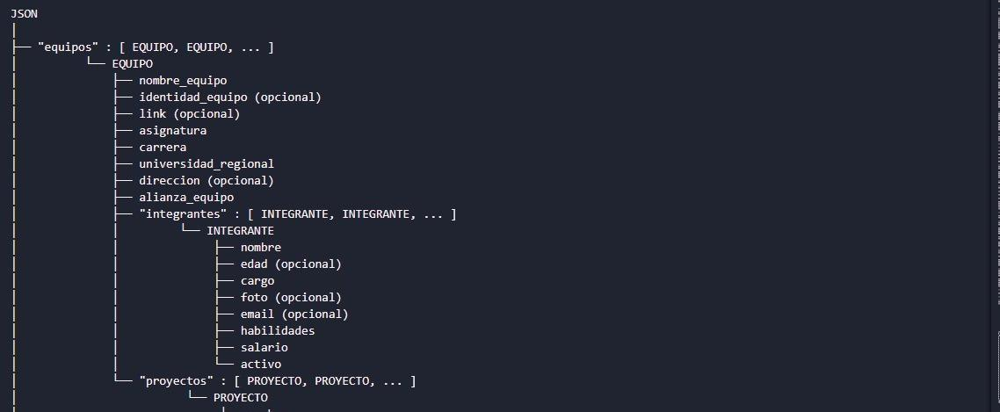 JSON
│
├── "equipos" : [ EQUIPO, EQUIPO, ... ]
│          └── EQUIPO
│              ├── nombre_equipo
│              ├── identidad_equipo (opcional)
│              ├── link (opcional)
│              ├── asignatura
│              ├── carrera
│              ├── universidad_regional
│              ├── direccion (opcional)
│              ├── alianza_equipo
│              ├── "integrantes" : [ INTEGRANTE, INTEGRANTE, ... ]
│              │         └── INTEGRANTE
│              │              ├── nombre
│              │              ├── edad (opcional)
│              │              ├── cargo
│              │              ├── foto (opcional)
│              │              ├── email (opcional)
│              │              ├── habilidades
│              │              ├── salario
│              │              └── activo
│              └── "proyectos" : [ PROYECTO, PROYECTO, ... ]
│                         └── PROYECTO